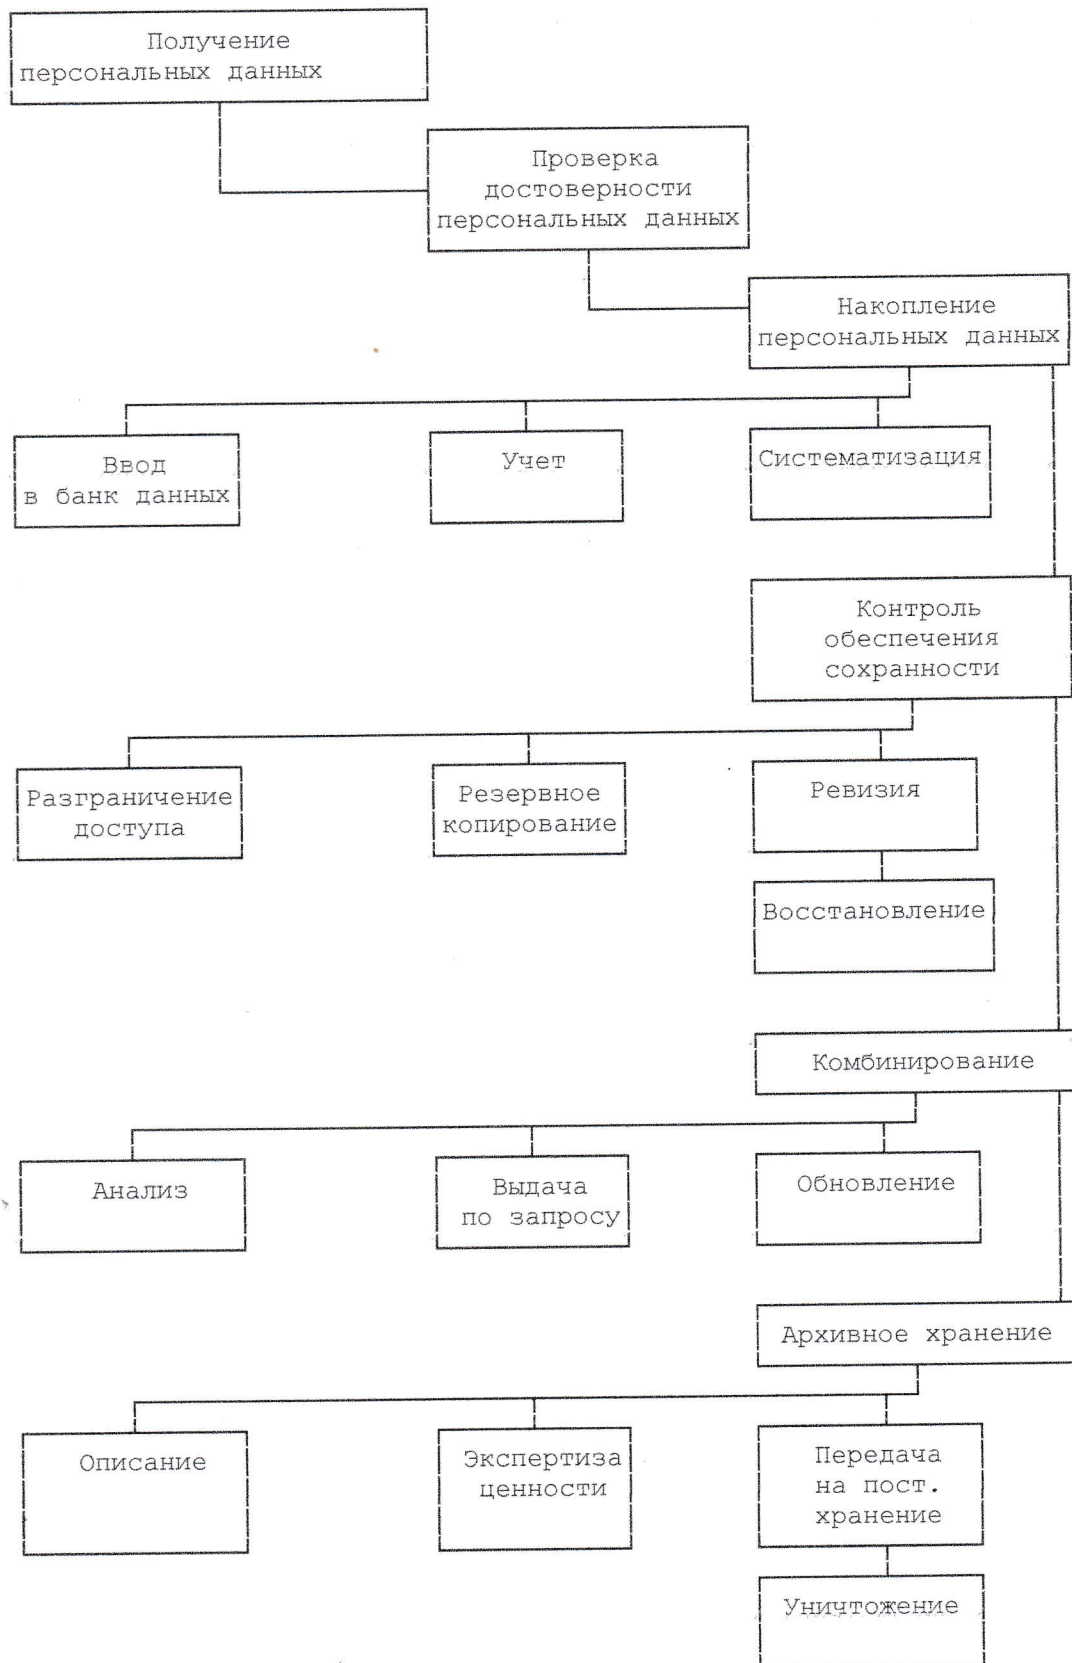 Получение
персональных данных
Проверка
достоверности
персональных данных
Накопление
персональных данных
Ввод
в банк данных
Учет
Систематизация
Контроль
обеспечения
сохранности
Разграничение
доступа
Резервное
копирование
Ревизия
Восстановление
Комбинирование
Анализ
Выдача
по запросу
Обновление
Архивное хранение
Описание
Экспертиза
ценности
Передача
на пост.
хранение
Уничтожение